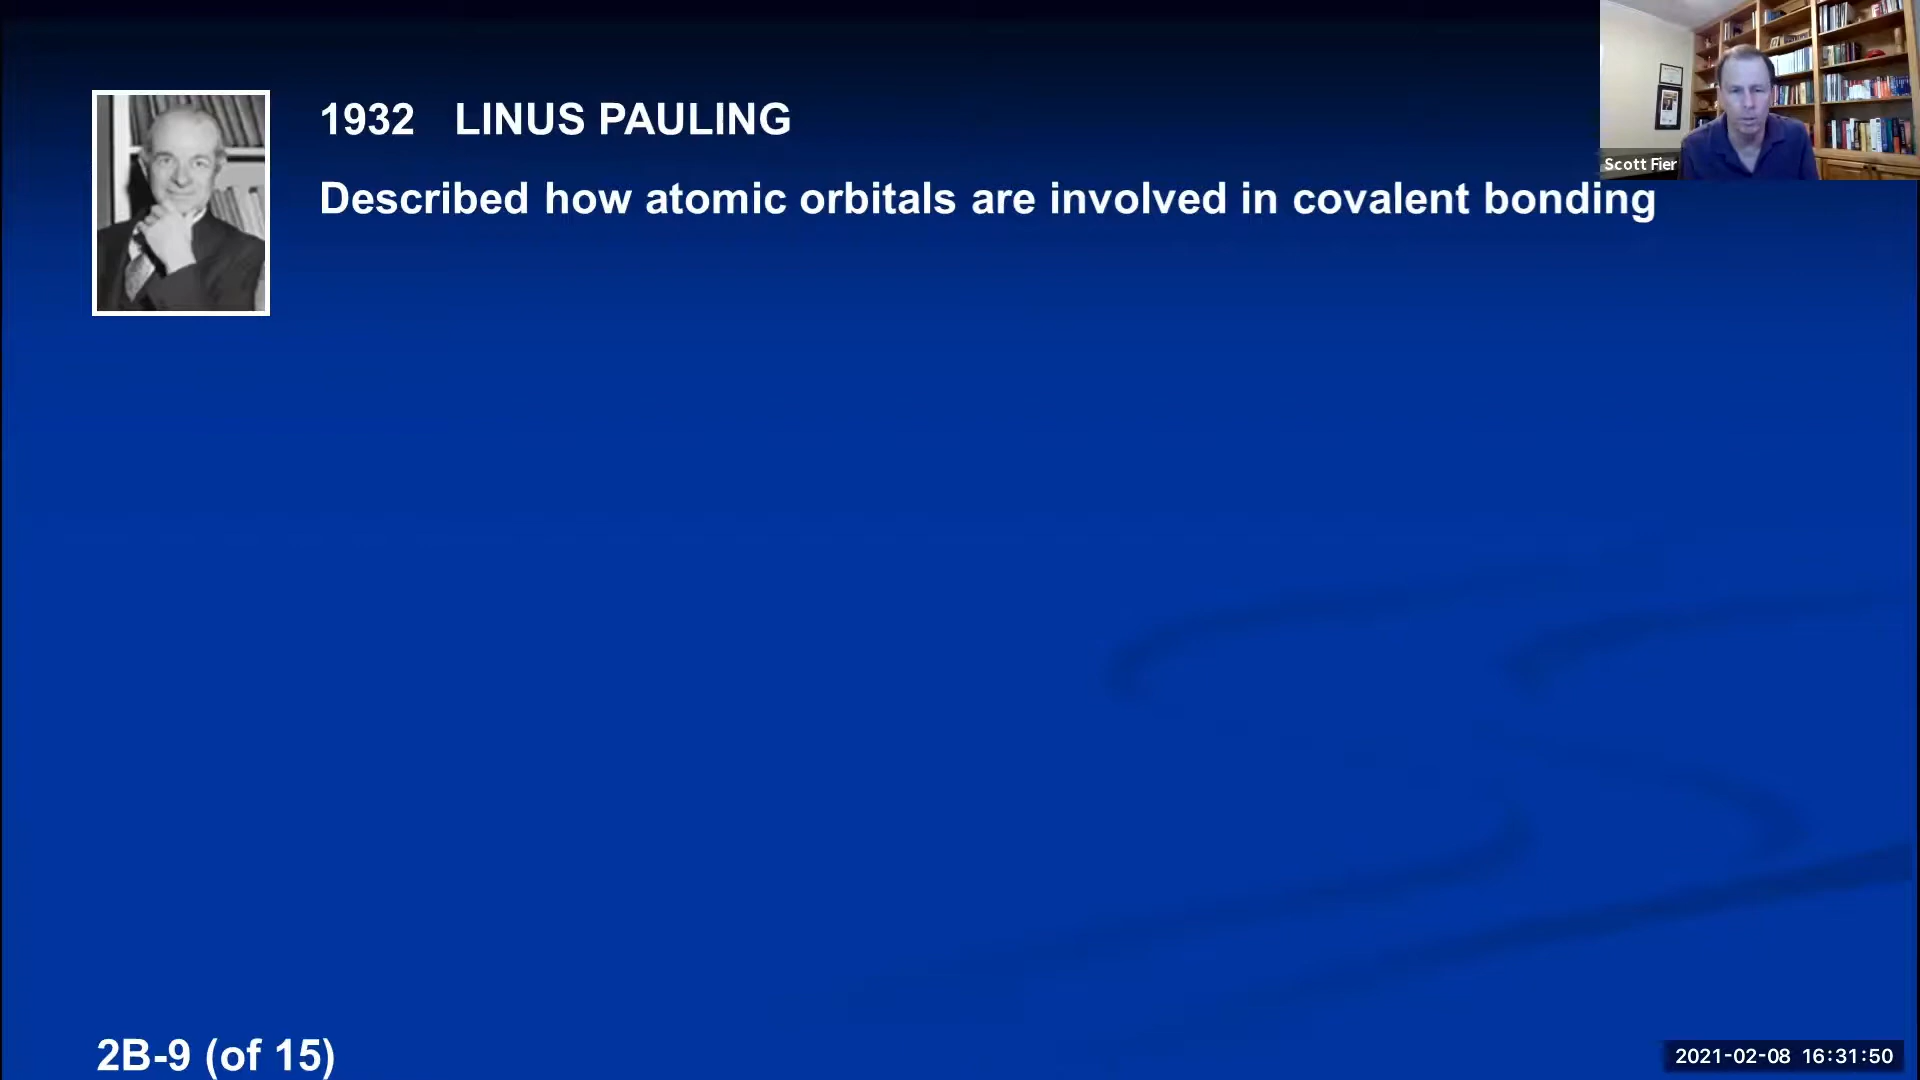 1932 LINUS PAULING
Scott Fier
Described how atomic orbitals are involved in covalent bonding
2B-9 (of 15)
2021-02-08 16:31:50